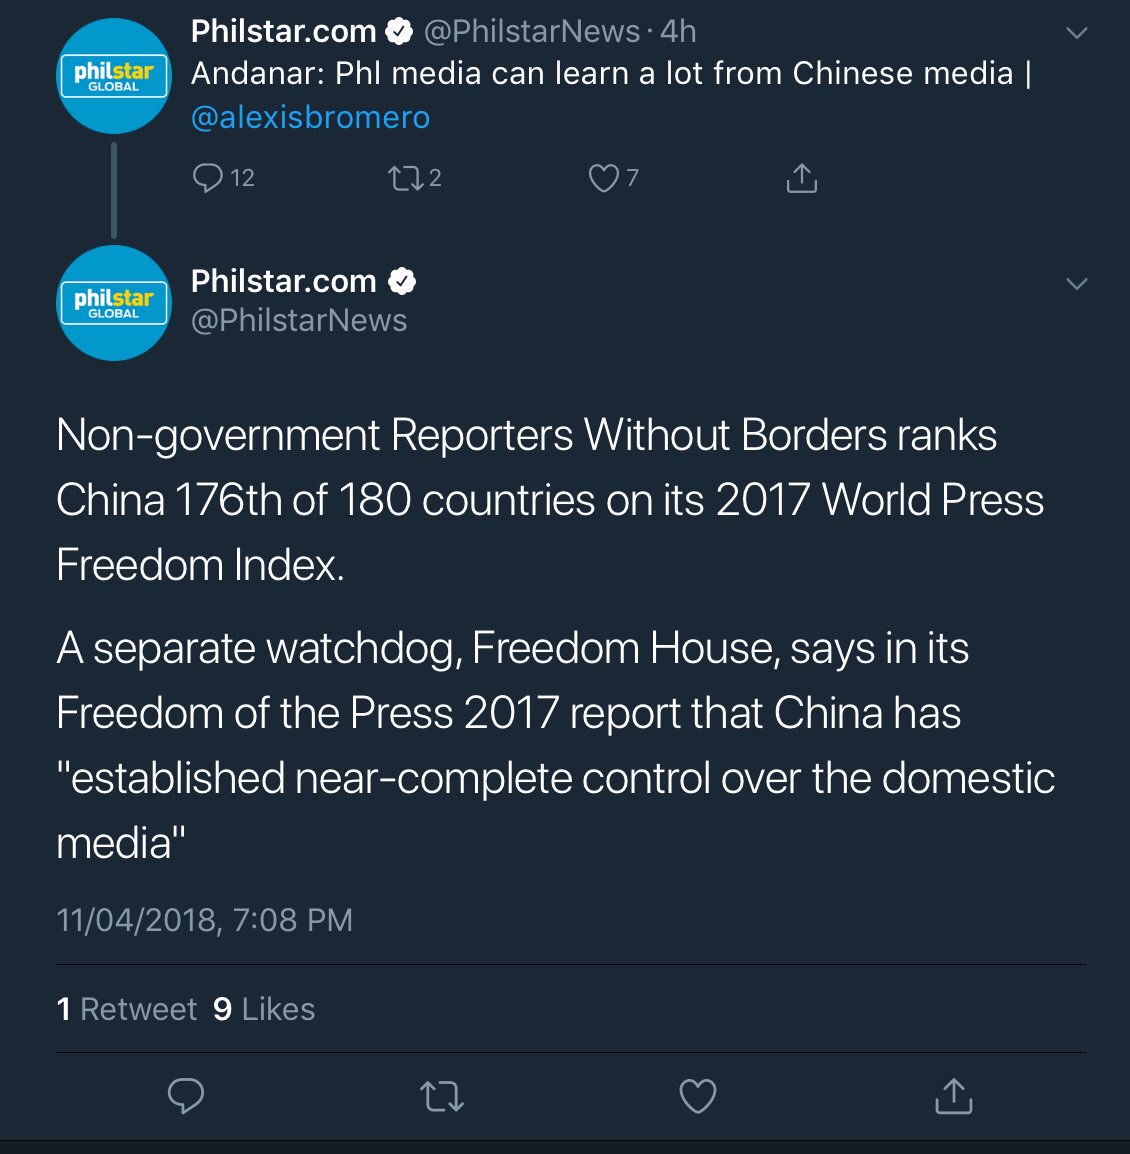 philstar
GLOBAL
Philstar.com @PhilstarNews · 4h
Andanar: Phl media can learn a lot from Chinese media |
@alexisbromero
12 2 7
philstar
GLOBAL
Philstar.com
@PhilstarNews
Non-government Reporters Without Borders ranks
China 176th of 180 countries on its 2017 World Press
Freedom Index.
A separate watchdog, Freedom House, says in its
Freedom of the Press 2017 report that China has
"established near-complete control over the domestic
media"
11/04/2018, 7:08 PM
1 Retweet 9 Likes